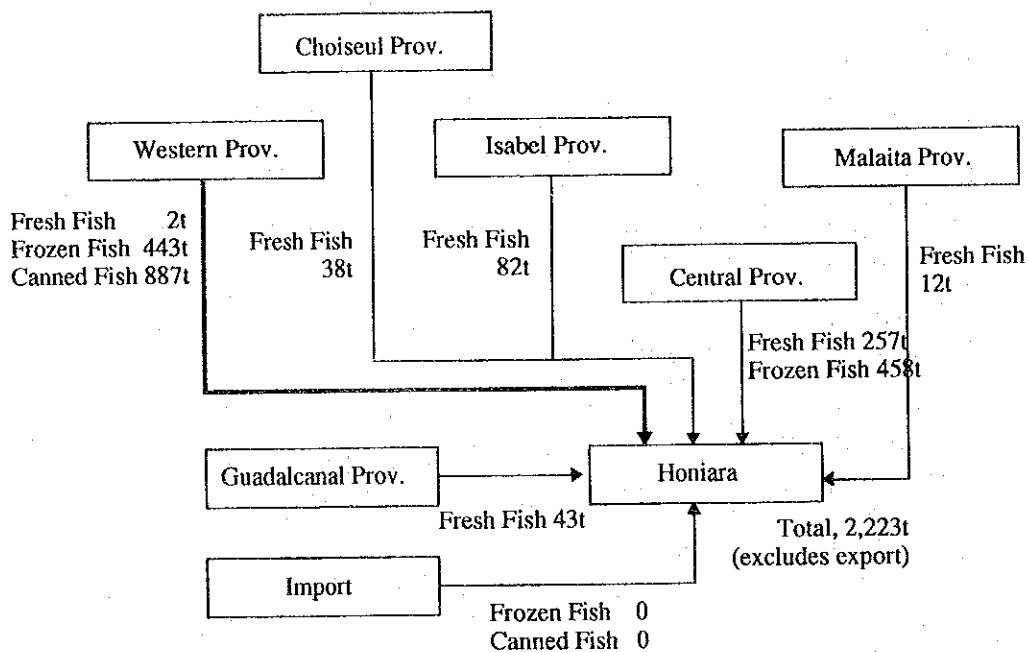 Choiseul Prov.
Western Prov.
Isabel Prov.
Malaita Prov.
Fresh Fish 2t
Frozen Fish 443t
Canned Fish 887t
Fresh Fish
38t
Fresh Fish
82t
Central Prov.
Fresh Fish
12t
Fresh Fish 257t
Frozen Fish 458t
Guadalcanal Prov.
Honiara
Fresh Fish 43t
Total, 2,223t
(excludes export)
Import
Frozen Fish 0
Canned Fish 0